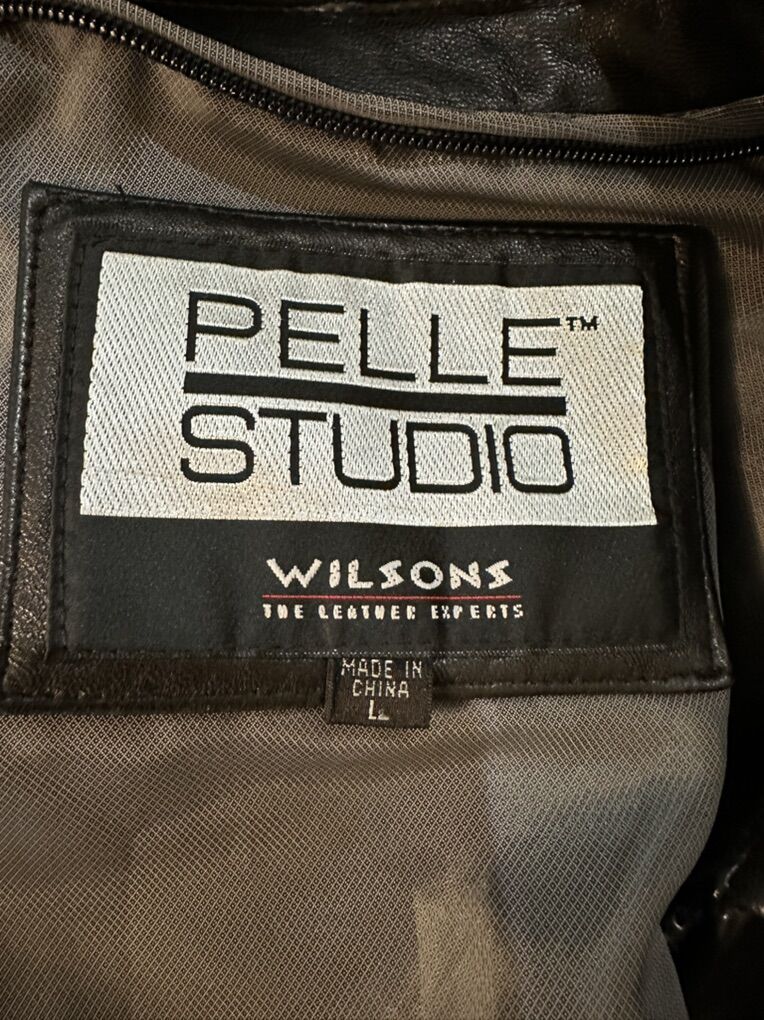 PELLE™
STUDIO
WILSONS
THE LEATHER EXPERTS
MADE IN
CHINA
L